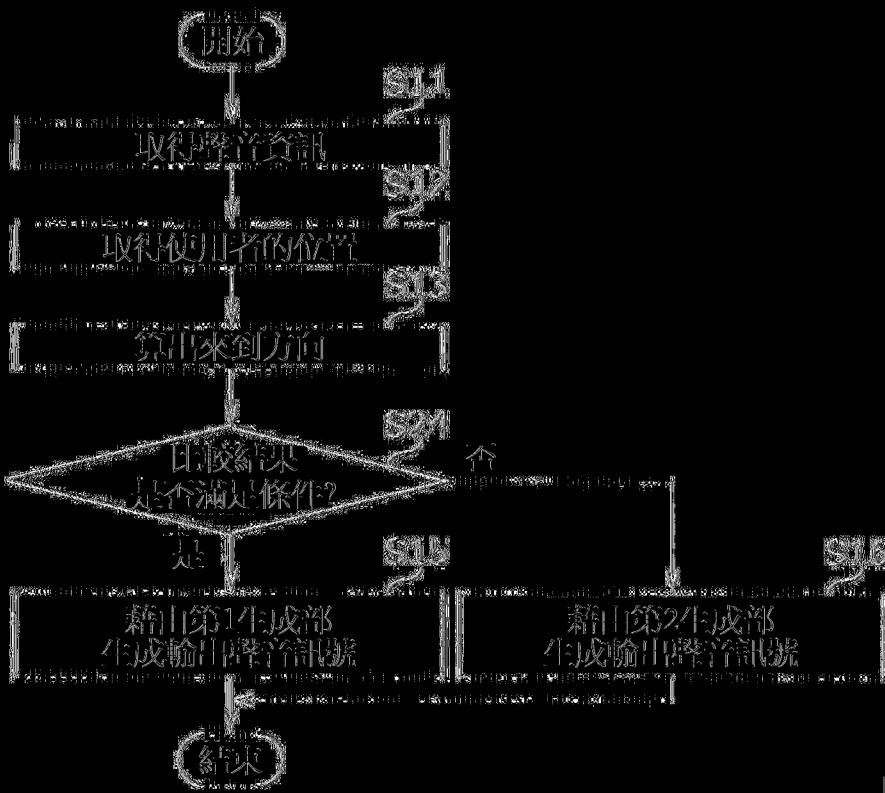 開始
S11
取得聲音資訊
S12
取得使用者的位置
S13
算出來到方向
比較結果
是否滿足條件?
否
是
S15
S16
藉由第1生成部
生成輸出聲音訊號
藉由第2生成部
生成輸出聲音訊號
結束